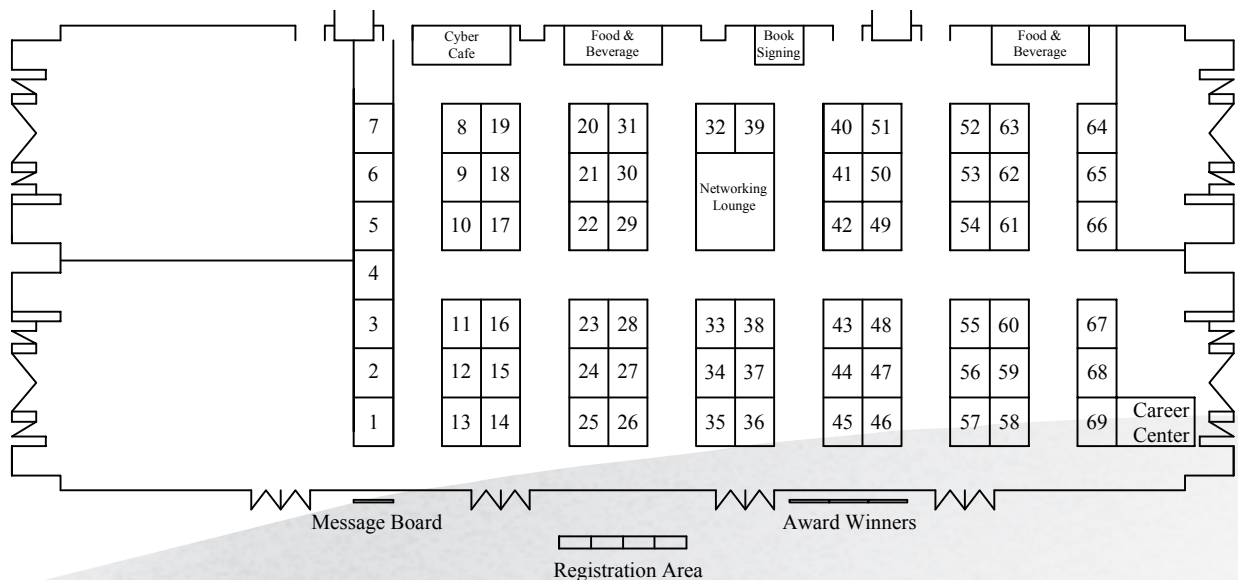 Cyber
Cafe
Food &
Beverage
Book
Signing
Food &
Beverage
7 8 19 20 31 32 39 40 51 52 63 64
6 9 18 21 30 41 50 53 62 65
Networking
Lounge
5 10 17 22 29 42 49 54 61 66
4
3 11 16 23 28 33 38 43 48 55 60 67
2 12 15 24 27 34 37 44 47 56 59 68
1 13 14 25 26 35 36 45 46 57 58 69
Career
Center
Message Board
Award Winners
Registration Area